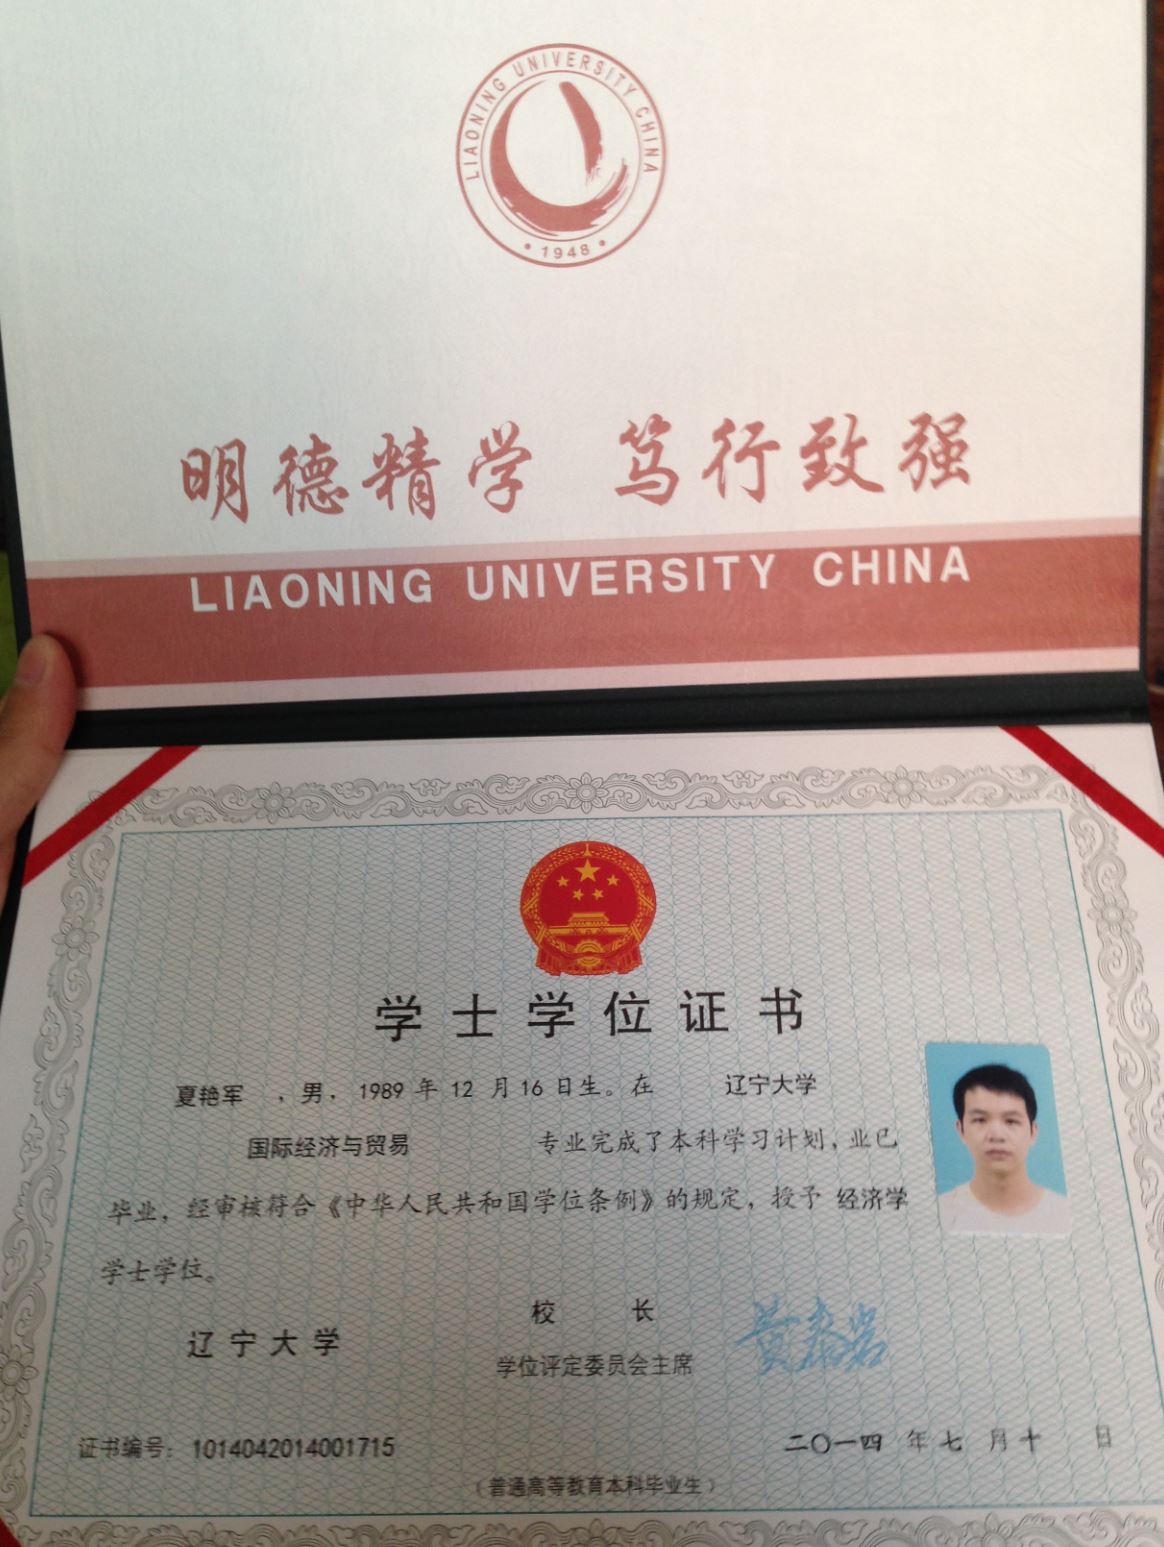 LIAONING UNIVERSITY CHINA
· 1948 ·
明德精学 笃行致强
LIAONING UNIVERSITY CHINA
学士学位证书
夏艳军 ，男，1989 年 12 月 16 日生。在 辽宁大学
国际经济与贸易 专业完成了本科学习计划，业已
毕业，经审核符合《中华人民共和国学位条例》的规定，授予 经济学
学士学位。
辽宁大学
校 长
学位评定委员会主席
黄泰岩
证书编号：1014042014001715
二〇一四 年 七 月 十 日
（普通高等教育本科毕业生）